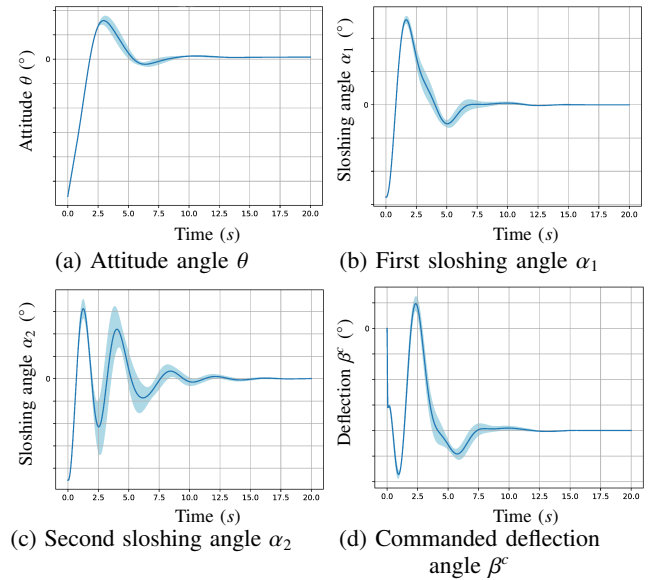 Attitude θ (°)
0
0.0 2.5 5.0 7.5 10.0 12.5 15.0 17.5 20.0
Time (s)
(a) Attitude angle θ
Sloshing angle α₁ (°)
0
0.0 2.5 5.0 7.5 10.0 12.5 15.0 17.5 20.0
Time (s)
(b) First sloshing angle α₁
Sloshing angle α₂ (°)
0
0.0 2.5 5.0 7.5 10.0 12.5 15.0 17.5 20.0
Time (s)
(c) Second sloshing angle α₂
Deflection βᶜ (°)
0
0.0 2.5 5.0 7.5 10.0 12.5 15.0 17.5 20.0
Time (s)
(d) Commanded deflection
angle βᶜ